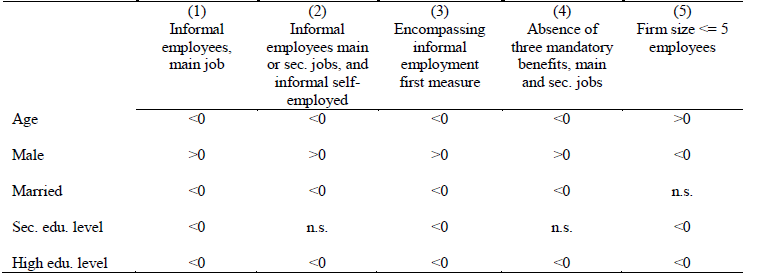 (1) (2) (3) (4) (5)
Informal Informal Encompassing Absence of Firm size <= 5
employees, employees main informal three mandatory employees
main job or sec. jobs, and employment benefits, main
informal self- first measure and sec. jobs
employed
Age <0 <0 <0 <0 >0
Male >0 >0 >0 >0 <0
Married <0 <0 <0 <0 n.s.
Sec. edu. level <0 n.s. <0 n.s. <0
High edu. level <0 <0 <0 <0 <0